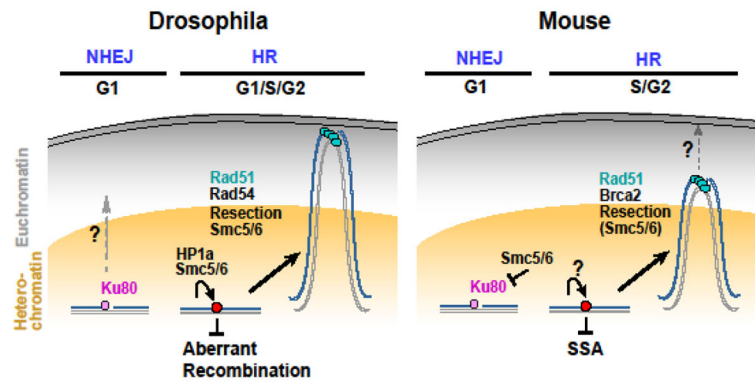 Drosophila
Mouse
NHEJ
HR
NHEJ
HR
G1
G1/S/G2
G1
S/G2
Euchromatin
Hetero-
chromatin
Rad51
Rad54
Resection
Smc5/6
?
HP1a
Smc5/6
Ku80
Aberrant
Recombination
?
Rad51
Brca2
Resection
(Smc5/6)
Smc5/6
Ku80
?
SSA